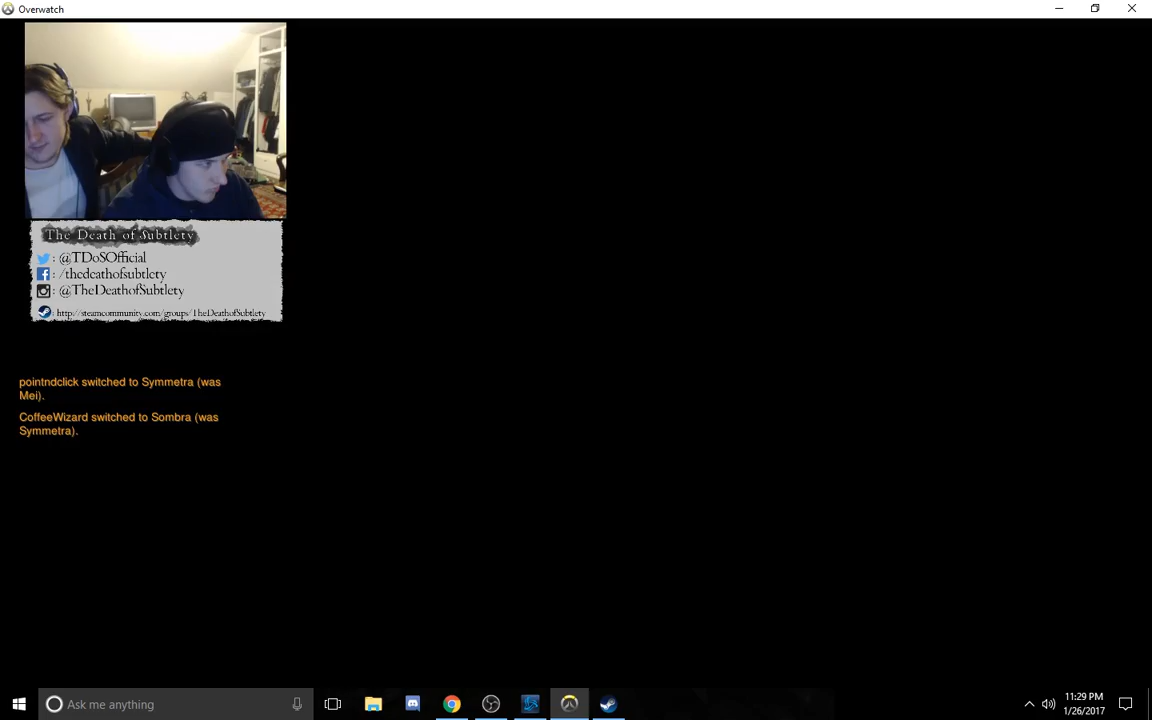 Overwatch
The Death of Subtlety
: @TDoSOfficial
: /thedeathofsubtlety
: @TheDeathofSubtlety
: http://steamcommunity.com/groups/TheDeathofSubtlety
pointndclick switched to Symmetra (was
Mei).
CoffeeWizard switched to Sombra (was
Symmetra).
Ask me anything
11:29 PM
1/26/2017